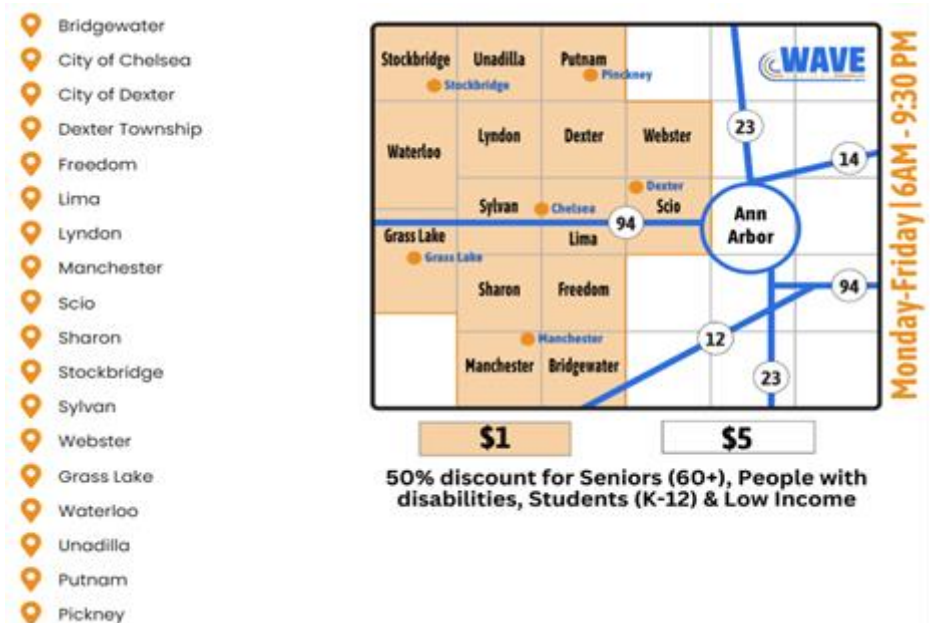 Bridgewater
City of Chelsea
City of Dexter
Dexter Township
Freedom
Lima
Lyndon
Manchester
Scio
Sharon
Stockbridge
Sylvan
Webster
Grass Lake
Waterloo
Unadilla
Putnam
Pickney
Stockbridge Unadilla Putnam
WAVE
Stockbridge Pinckney
Waterloo Lyndon Dexter Webster
23
14
Dexter
Sylvan Chelsea Scio
94
Ann
Arbor
Grass Lake Lima
Grass Lake
Sharon Freedom
94
12
Manchester
Manchester Bridgewater
23
Monday-Friday | 6AM - 9:30 PM
$1 $5
50% discount for Seniors (60+), People with
disabilities, Students (K-12) & Low Income